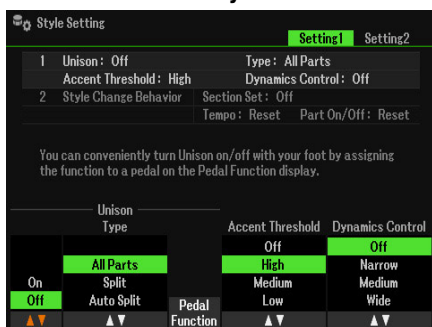 Style Setting
Setting1 Setting2
1 Unison : Off Type : All Parts
Accent Threshold : High Dynamics Control : Off
2 Style Change Behavior Section Set : Off
Tempo : Reset Part On/Off : Reset
You can conveniently turn Unison on/off with your foot by assigning
the function to a pedal on the Pedal Function display.
Unison
Type Accent Threshold Dynamics Control
Off Off
All Parts High Narrow
On Split Medium Medium
Off Auto Split Low Wide
Pedal
Function